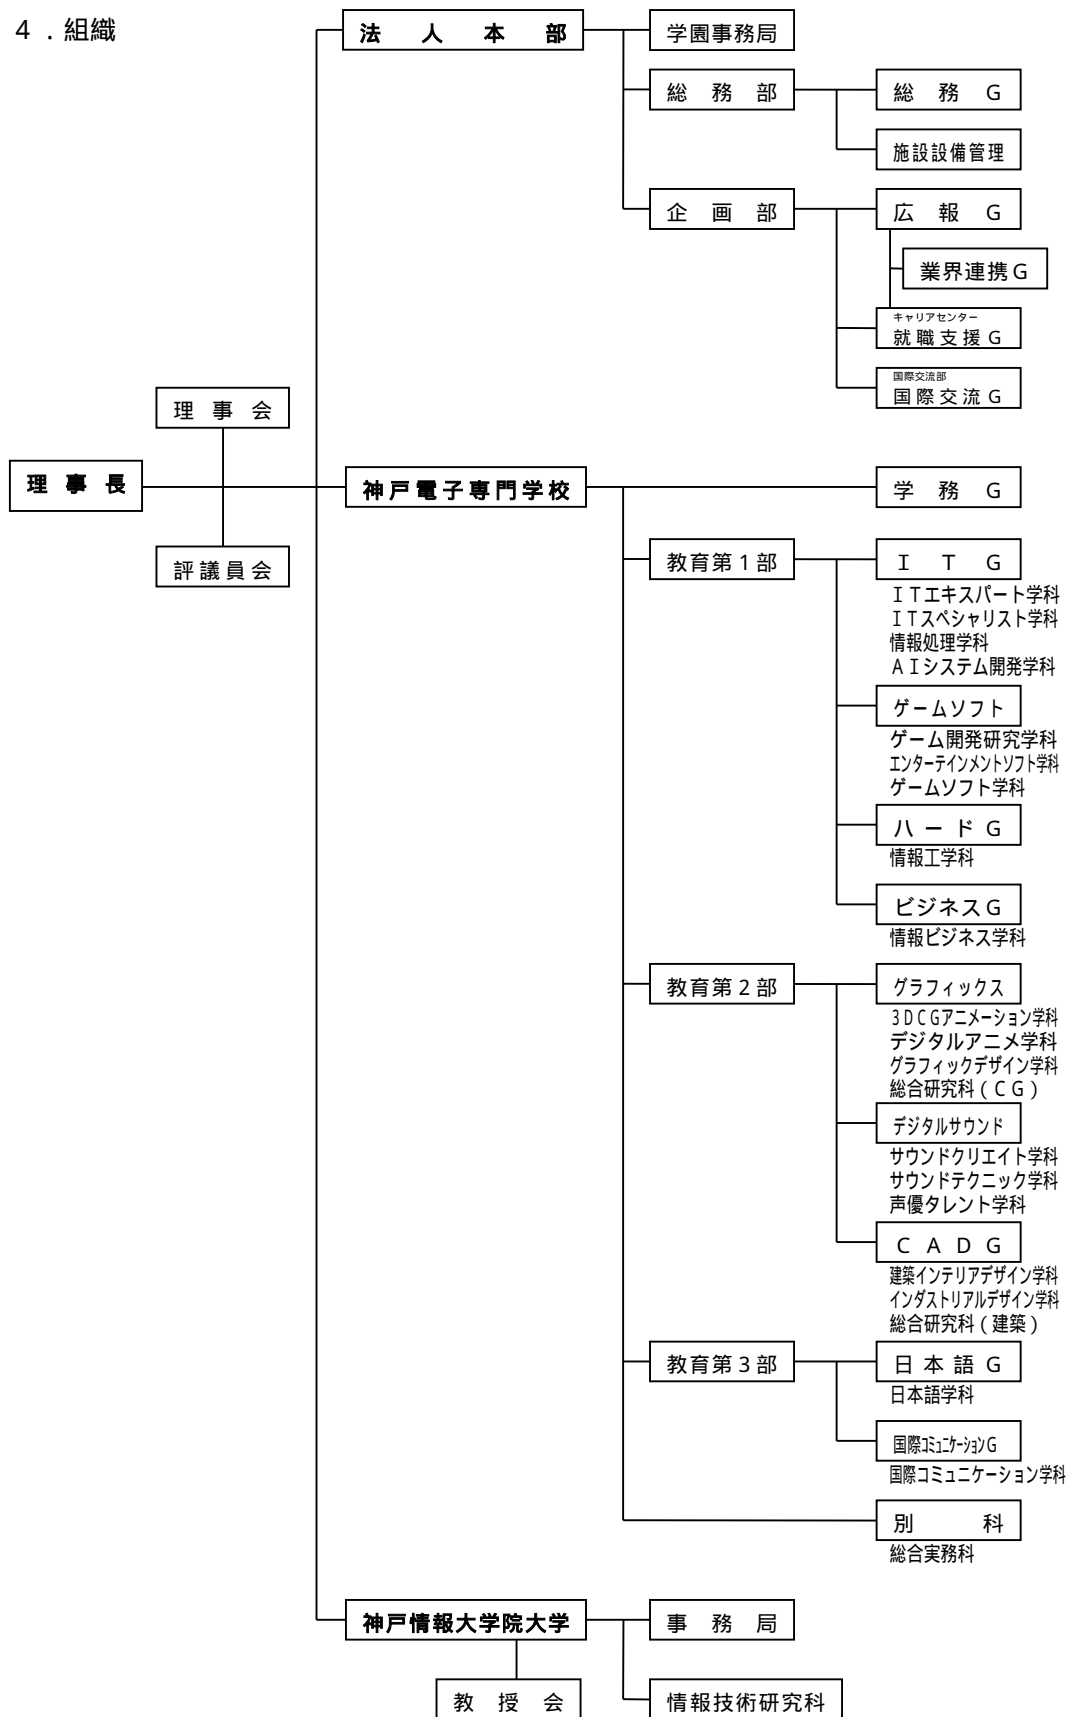 ４．組織
法人本部
学園事務局
総務部
総務Ｇ
施設設備管理
企画部
広報Ｇ
業界連携Ｇ
キャリアセンター
就職支援Ｇ
国際交流部
国際交流Ｇ
理事会
理事長
評議員会
神戸電子専門学校
学務Ｇ
教育第１部
ＩＴＧ
ＩＴエキスパート学科
ＩＴスペシャリスト学科
情報処理学科
ＡＩシステム開発学科
ゲームソフト
ゲーム開発研究学科
エンターテインメントソフト学科
ゲームソフト学科
ハードＧ
情報工学科
ビジネスＧ
情報ビジネス学科
教育第２部
グラフィックス
３ＤＣＧアニメーション学科
デジタルアニメ学科
グラフィックデザイン学科
総合研究科（ＣＧ）
デジタルサウンド
サウンドクリエイト学科
サウンドテクニック学科
声優タレント学科
ＣＡＤＧ
建築インテリアデザイン学科
インダストリアルデザイン学科
総合研究科（建築）
教育第３部
日本語Ｇ
日本語学科
国際ｺﾐｭﾆｹｰｼｮﾝＧ
国際コミュニケーション学科
別科
総合実務科
神戸情報大学院大学
事務局
教授会
情報技術研究科